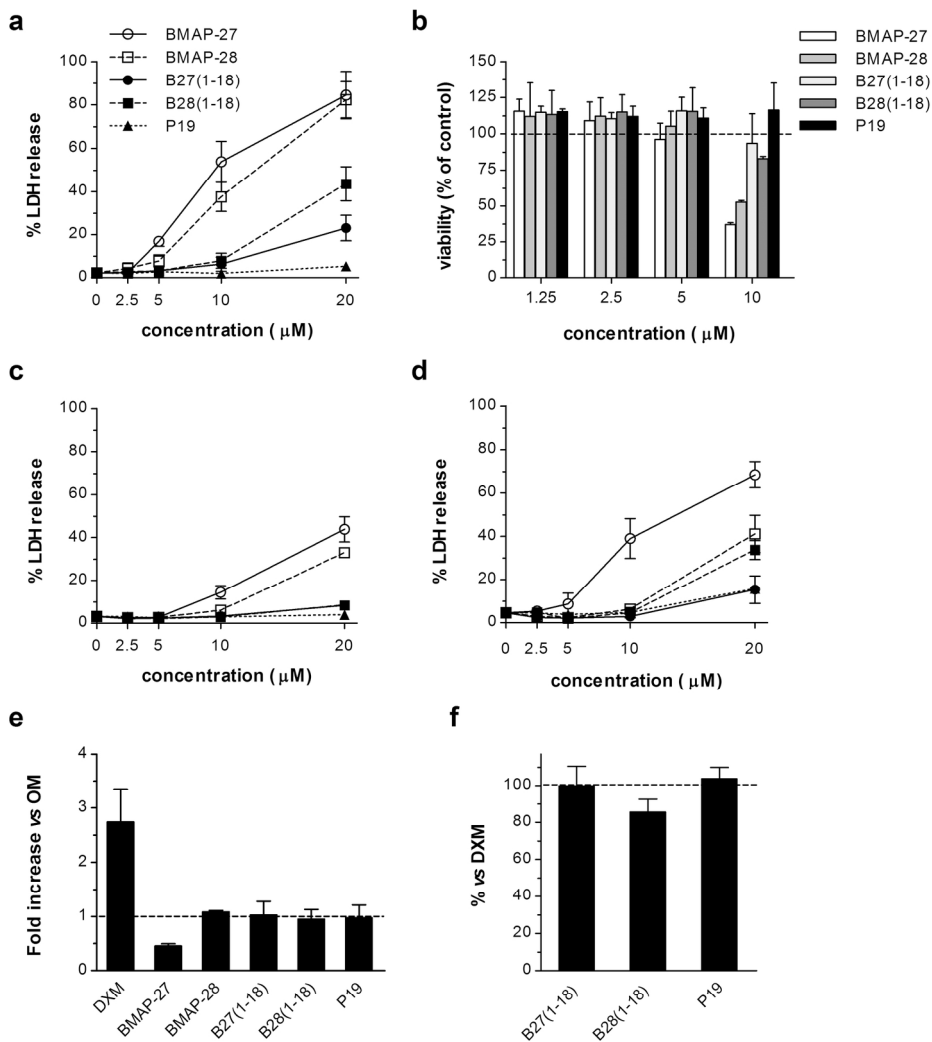 a
BMAP-27
BMAP-28
B27(1-18)
B28(1-18)
P19
% LDH release
100
80
60
40
20
0
0 2.5 5 10 20
concentration ( µM)
b
BMAP-27
BMAP-28
B27(1-18)
B28(1-18)
P19
viability (% of control)
150
125
100
75
50
25
0
1.25 2.5 5 10
concentration ( µM)
c
% LDH release
100
80
60
40
20
0
0 2.5 5 10 20
concentration ( µM)
d
% LDH release
100
80
60
40
20
0
0 2.5 5 10 20
concentration ( µM)
e
Fold increase vs OM
4
3
2
1
0
DXM BMAP-27 BMAP-28 B27(1-18) B28(1-18) P19
f
% vs DXM
100
80
60
40
20
0
B27(1-18) B28(1-18) P19